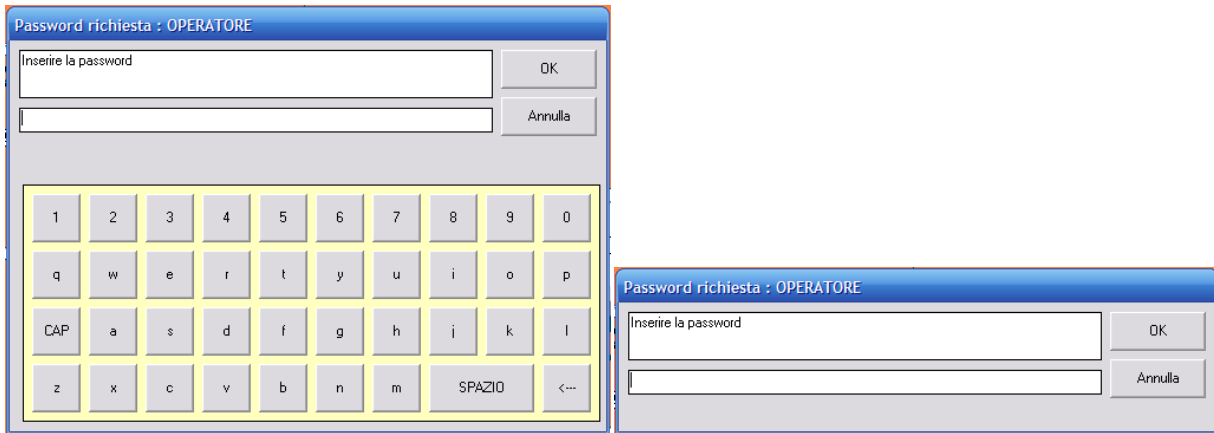 Password richiesta : OPERATORE
Inserire la password
OK
Annulla
1 2 3 4 5 6 7 8 9 0
q w e r t y u i o p
CAP a s d f g h j k l
z x c v b n m SPAZIO <---
Password richiesta : OPERATORE
Inserire la password
OK
Annulla